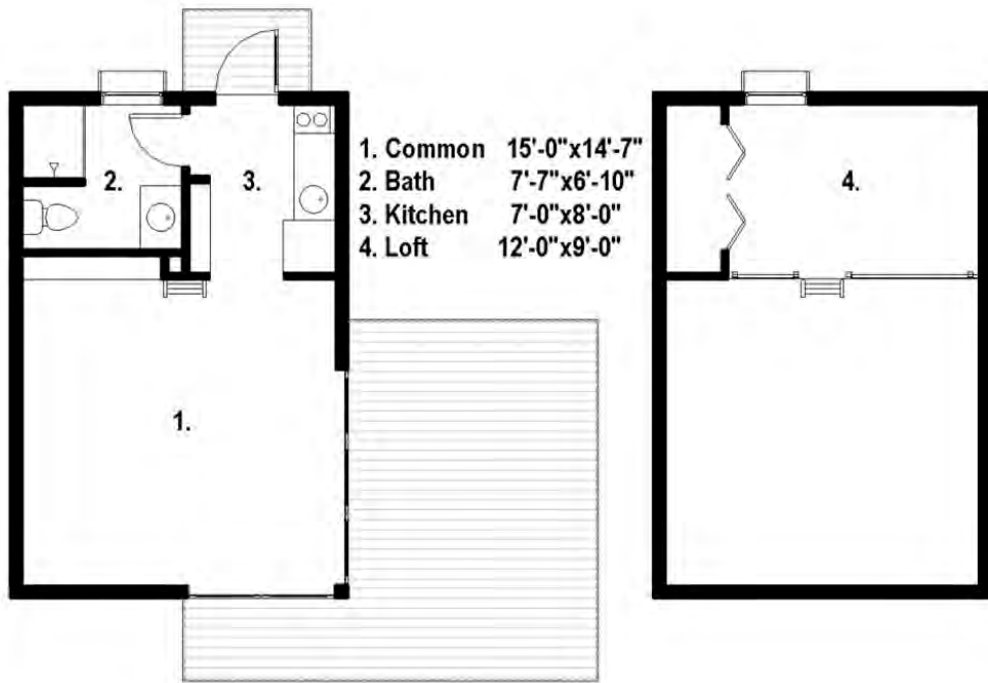 2.
3.
1. Common 15'-0"x14'-7"
2. Bath 7'-7"x6'-10"
3. Kitchen 7'-0"x8'-0"
4. Loft 12'-0"x9'-0"
4.
1.